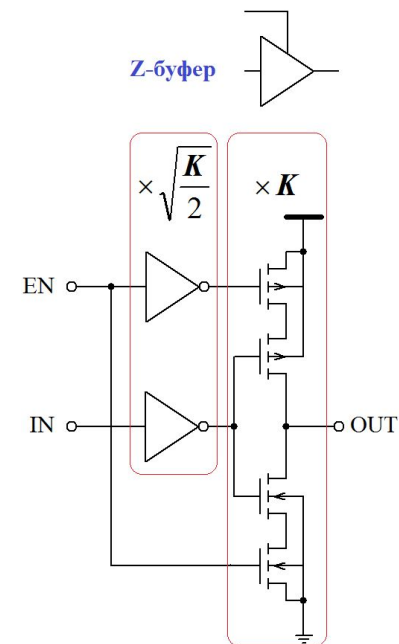 Z-буфер
× √(K/2) × K
EN
IN
OUT